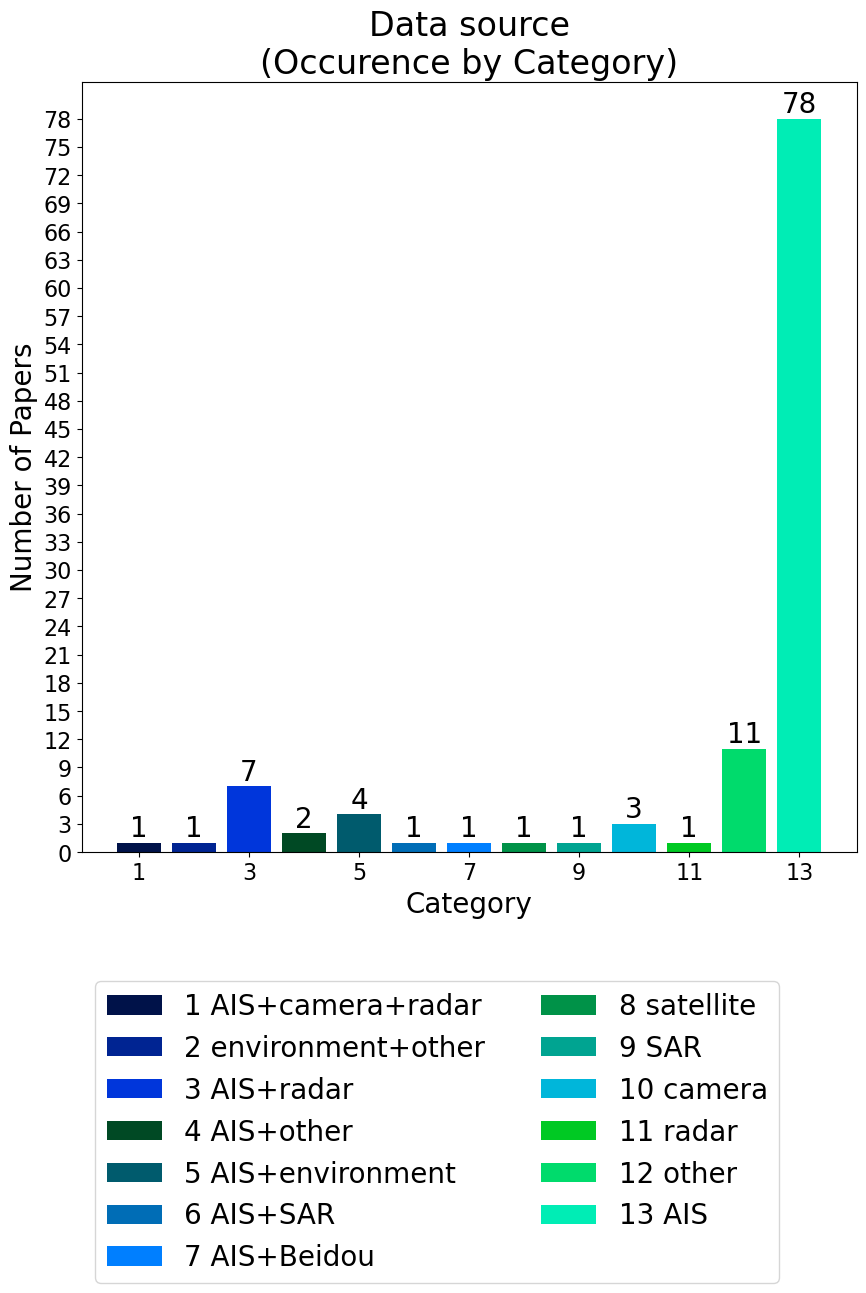 Data source
(Occurence by Category)
78
78
75
72
69
66
63
60
57
54
51
48
45
42
39
36
33
30
27
24
21
18
15
12
9
6
3
0
Number of Papers
1
1
7
2
4
1
1
1
1
3
1
11
1
3
5
7
9
11
13
Category
1 AIS+camera+radar
2 environment+other
3 AIS+radar
4 AIS+other
5 AIS+environment
6 AIS+SAR
7 AIS+Beidou
8 satellite
9 SAR
10 camera
11 radar
12 other
13 AIS